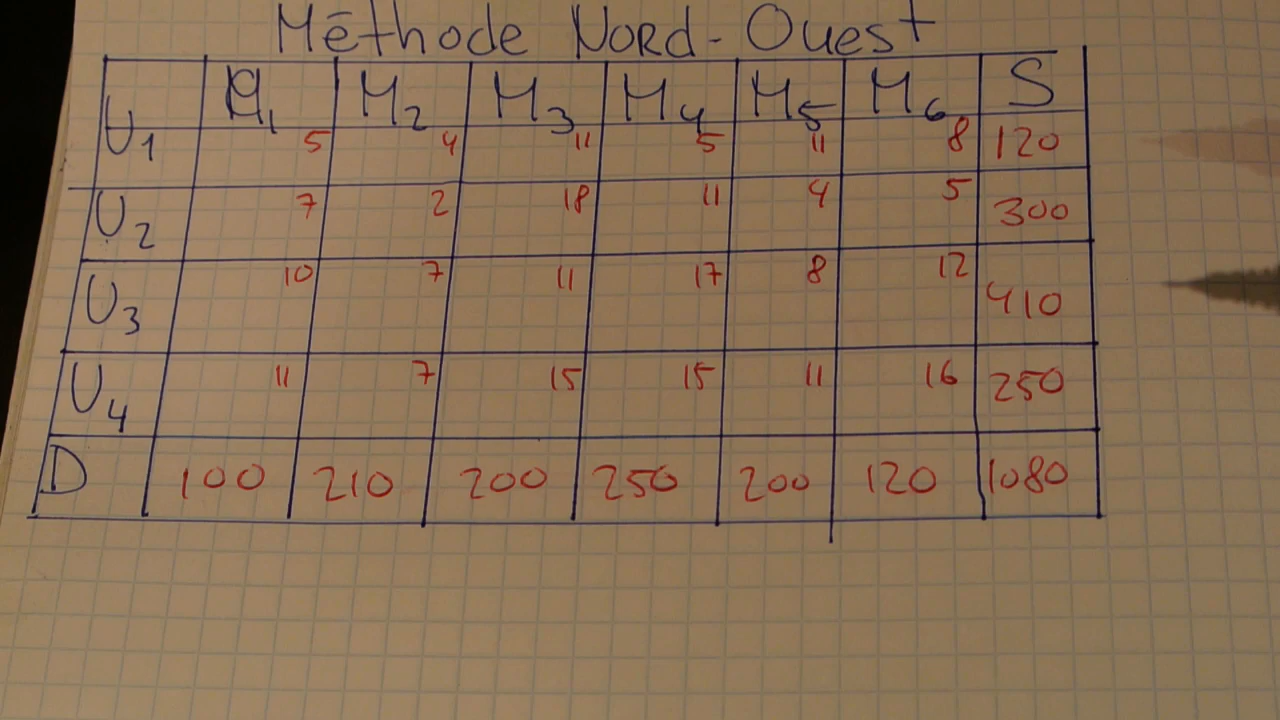 Méthode Nord-Ouest
M1 M2 M3 M4 M5 M6 S
U1 5 4 11 5 11 8 120
U2 7 2 18 11 4 5 300
U3 10 7 11 17 8 12 410
U4 11 7 15 15 11 16 250
D 100 210 200 250 200 120 1080